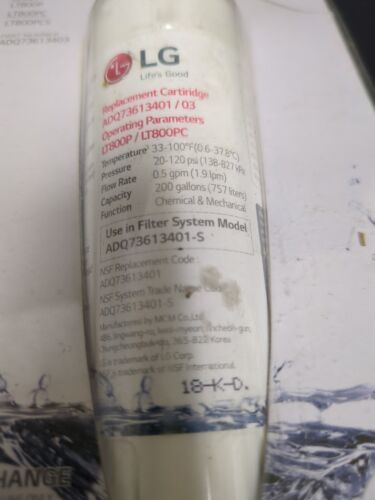 LT800P
LT800PC
LT800PCS
ADQ73613403
LG
Life's Good
Replacement Cartridge
ADQ73613401 / 03
Operating Parameters
LT800P / LT800PC
Temperature 33-100°F(0.6-37.8°C)
Pressure 20-120 psi (138-827 kPa
Flow Rate 0.5 gpm (1.9 lpm)
Capacity 200 gallons (757 liters)
Function Chemical & Mechanical
Use in Filter System Model
ADQ73613401-S
NSF Replacement Code :
ADQ73613401
NSF System Trade Name
ADQ73613401-S
Manufactured by MCM Co.,Ltd.
Korea
is trademark of LG Corp.
is trademark of NSF International.
18-K-D.